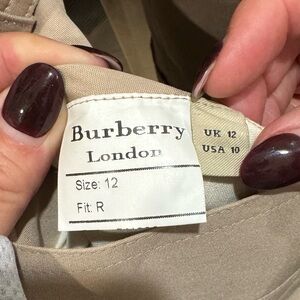 Burberry
London
Size: 12
Fit: R
UK 12
USA 10